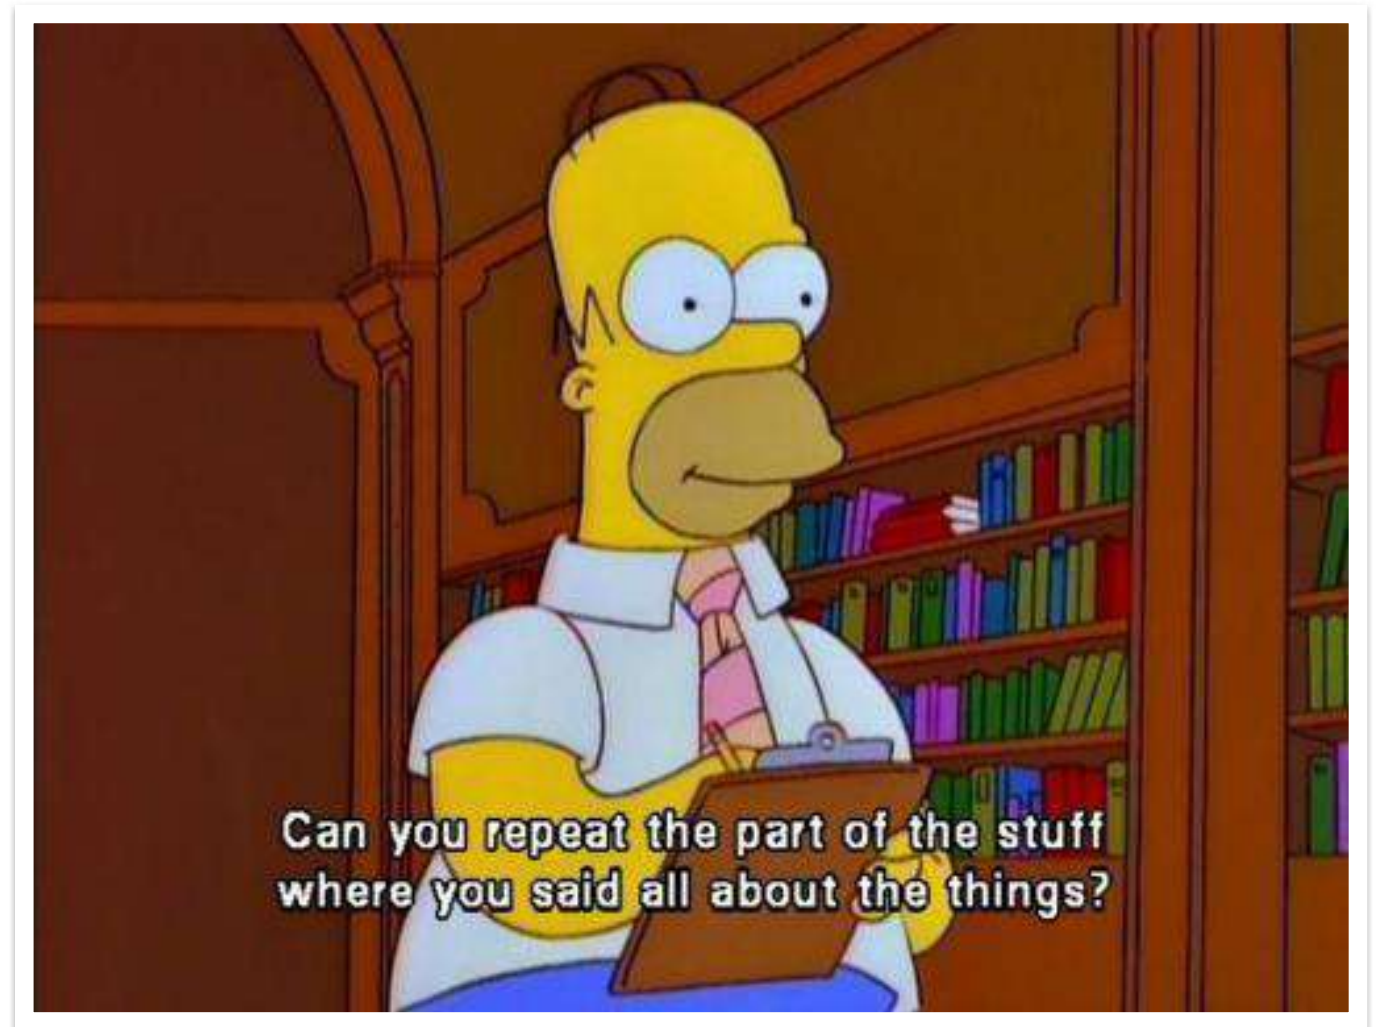 Can you repeat the part of the stuff
where you said all about the things?